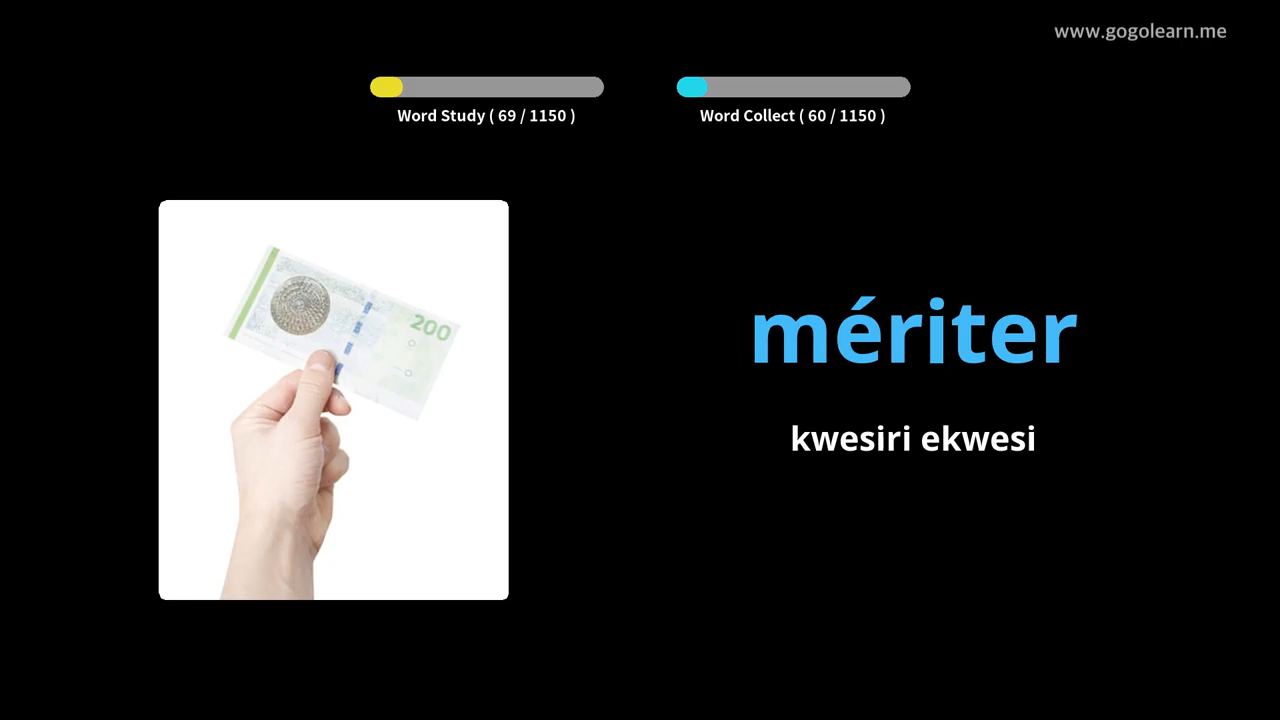 www.gogolearn.me
Word Study ( 69 / 1150 )
Word Collect ( 60 / 1150 )
200
mériter
kwesiri ekwesi